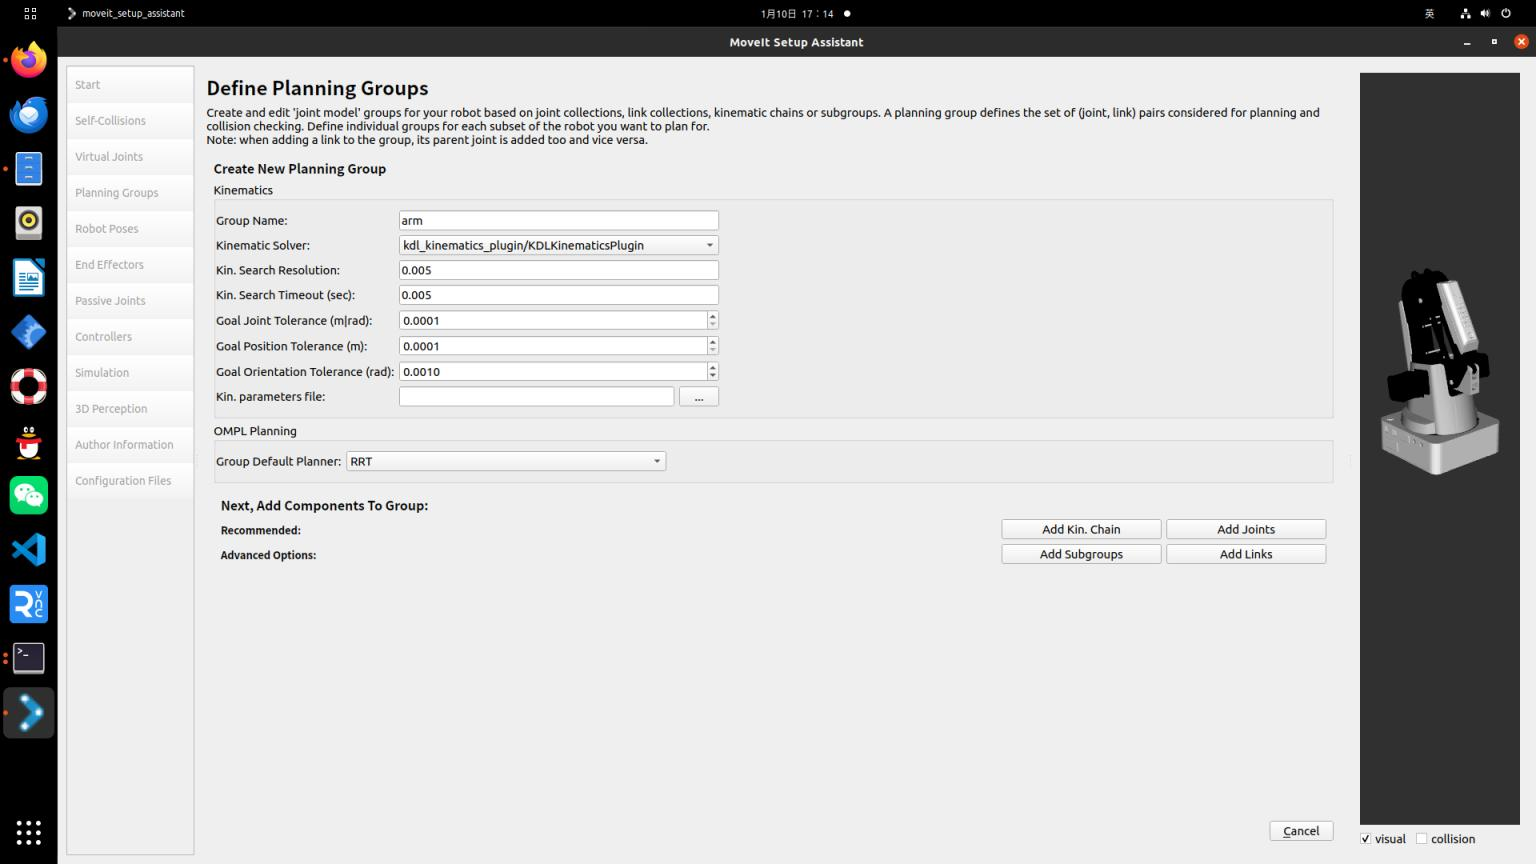 moveit_setup_assistant
1月10日 17：14
英
MoveIt Setup Assistant
Start
Self-Collisions
Virtual Joints
Planning Groups
Robot Poses
End Effectors
Passive Joints
Controllers
Simulation
3D Perception
Author Information
Configuration Files
Define Planning Groups
Create and edit 'joint model' groups for your robot based on joint collections, link collections, kinematic chains or subgroups. A planning group defines the set of (joint, link) pairs considered for planning and
collision checking. Define individual groups for each subset of the robot you want to plan for.
Note: when adding a link to the group, its parent joint is added too and vice versa.
Create New Planning Group
Kinematics
Group Name: arm
Kinematic Solver: kdl_kinematics_plugin/KDLKinematicsPlugin
Kin. Search Resolution: 0.005
Kin. Search Timeout (sec): 0.005
Goal Joint Tolerance (m|rad): 0.0001
Goal Position Tolerance (m): 0.0001
Goal Orientation Tolerance (rad): 0.0010
Kin. parameters file: ...
OMPL Planning
Group Default Planner: RRT
Next, Add Components To Group:
Recommended: Add Kin. Chain Add Joints
Advanced Options: Add Subgroups Add Links
Cancel
visual collision